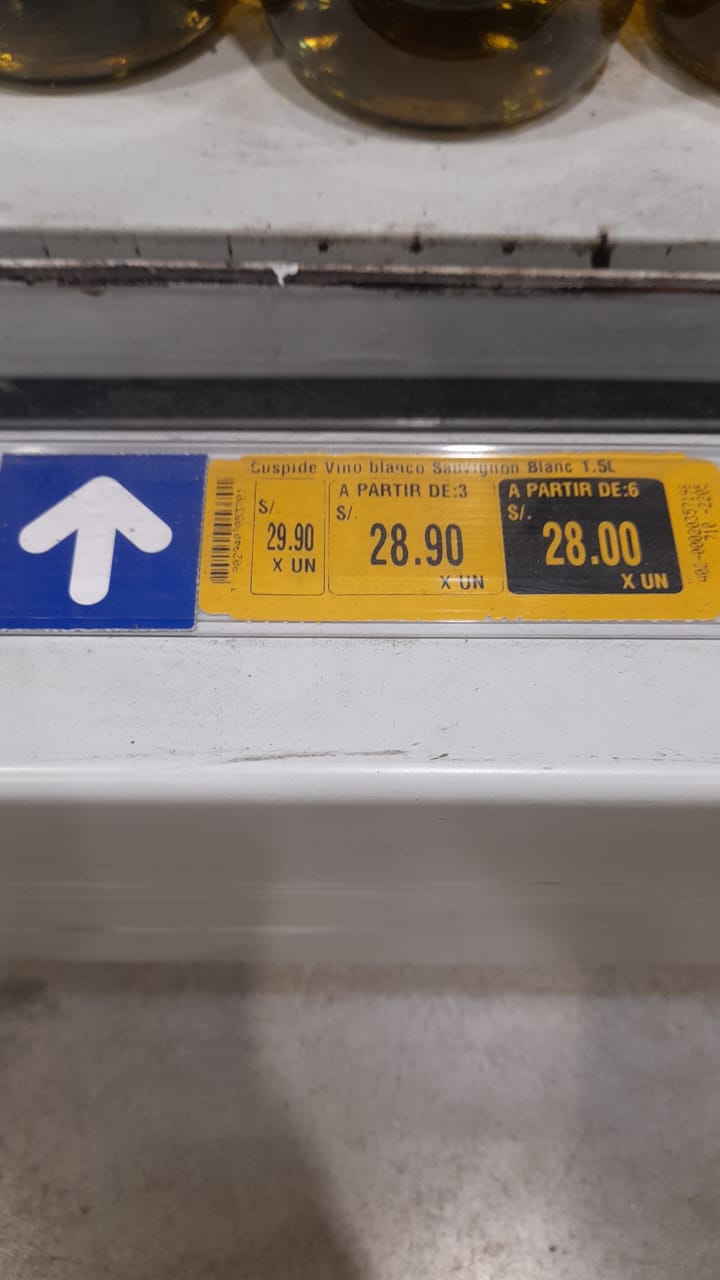 Cuspide Vino blanco Sauvignon Blanc 1.5L
S/.
29.90
X UN
A PARTIR DE:3
S/.
28.90
X UN
A PARTIR DE:6
S/.
28.00
X UN